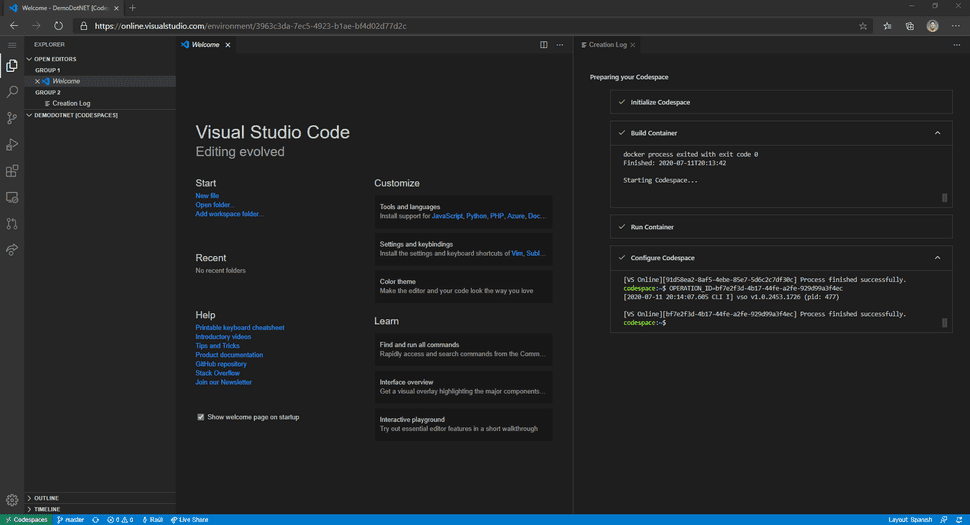 Welcome - DemoDotNET [Codes
https://online.visualstudio.com/environment/3963c3da-7ec5-4923-b1ae-bf4d02d77d2c
EXPLORER
OPEN EDITORS
GROUP 1
Welcome
GROUP 2
Creation Log
DEMODOTNET [CODESPACES]
OUTLINE
TIMELINE
Welcome
Visual Studio Code
Editing evolved
Start
New file
Open folder...
Add workspace folder...
Recent
No recent folders
Help
Printable keyboard cheatsheet
Introductory videos
Tips and Tricks
Product documentation
GitHub repository
Stack Overflow
Join our Newsletter
Show welcome page on startup
Customize
Tools and languages
Install support for JavaScript, Python, PHP, Azure, Doc...
Settings and keybindings
Install the settings and keyboard shortcuts of Vim, Subl...
Color theme
Make the editor and your code look the way you love
Learn
Find and run all commands
Rapidly access and search commands from the Comm...
Interface overview
Get a visual overlay highlighting the major components...
Interactive playground
Try out essential editor features in a short walkthrough
Creation Log
Preparing your Codespace
Initialize Codespace
Build Container
docker process exited with exit code 0
Finished: 2020-07-11T20:13:42
Starting Codespace...
Run Container
Configure Codespace
[VS Online][91d58ea2-8af5-4ebe-85e7-5d6c2c7df30c] Process finished successfully.
codespace:~$ OPERATION_ID=bf7e2f3d-4b17-44fe-a2fe-929d99a3f4ec
[2020-07-11 20:14:07.605 CLI I] vso v1.0.2453.1726 (pid: 477)
[VS Online][bf7e2f3d-4b17-44fe-a2fe-929d99a3f4ec] Process finished successfully.
codespace:~$
Codespaces
master
0
0
Raúl
Live Share
Layout: Spanish